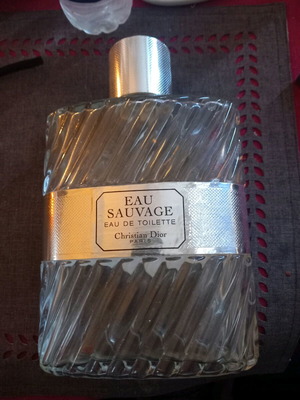 EAU
SAUVAGE
EAU DE TOILETTE
Christian Dior
PARIS